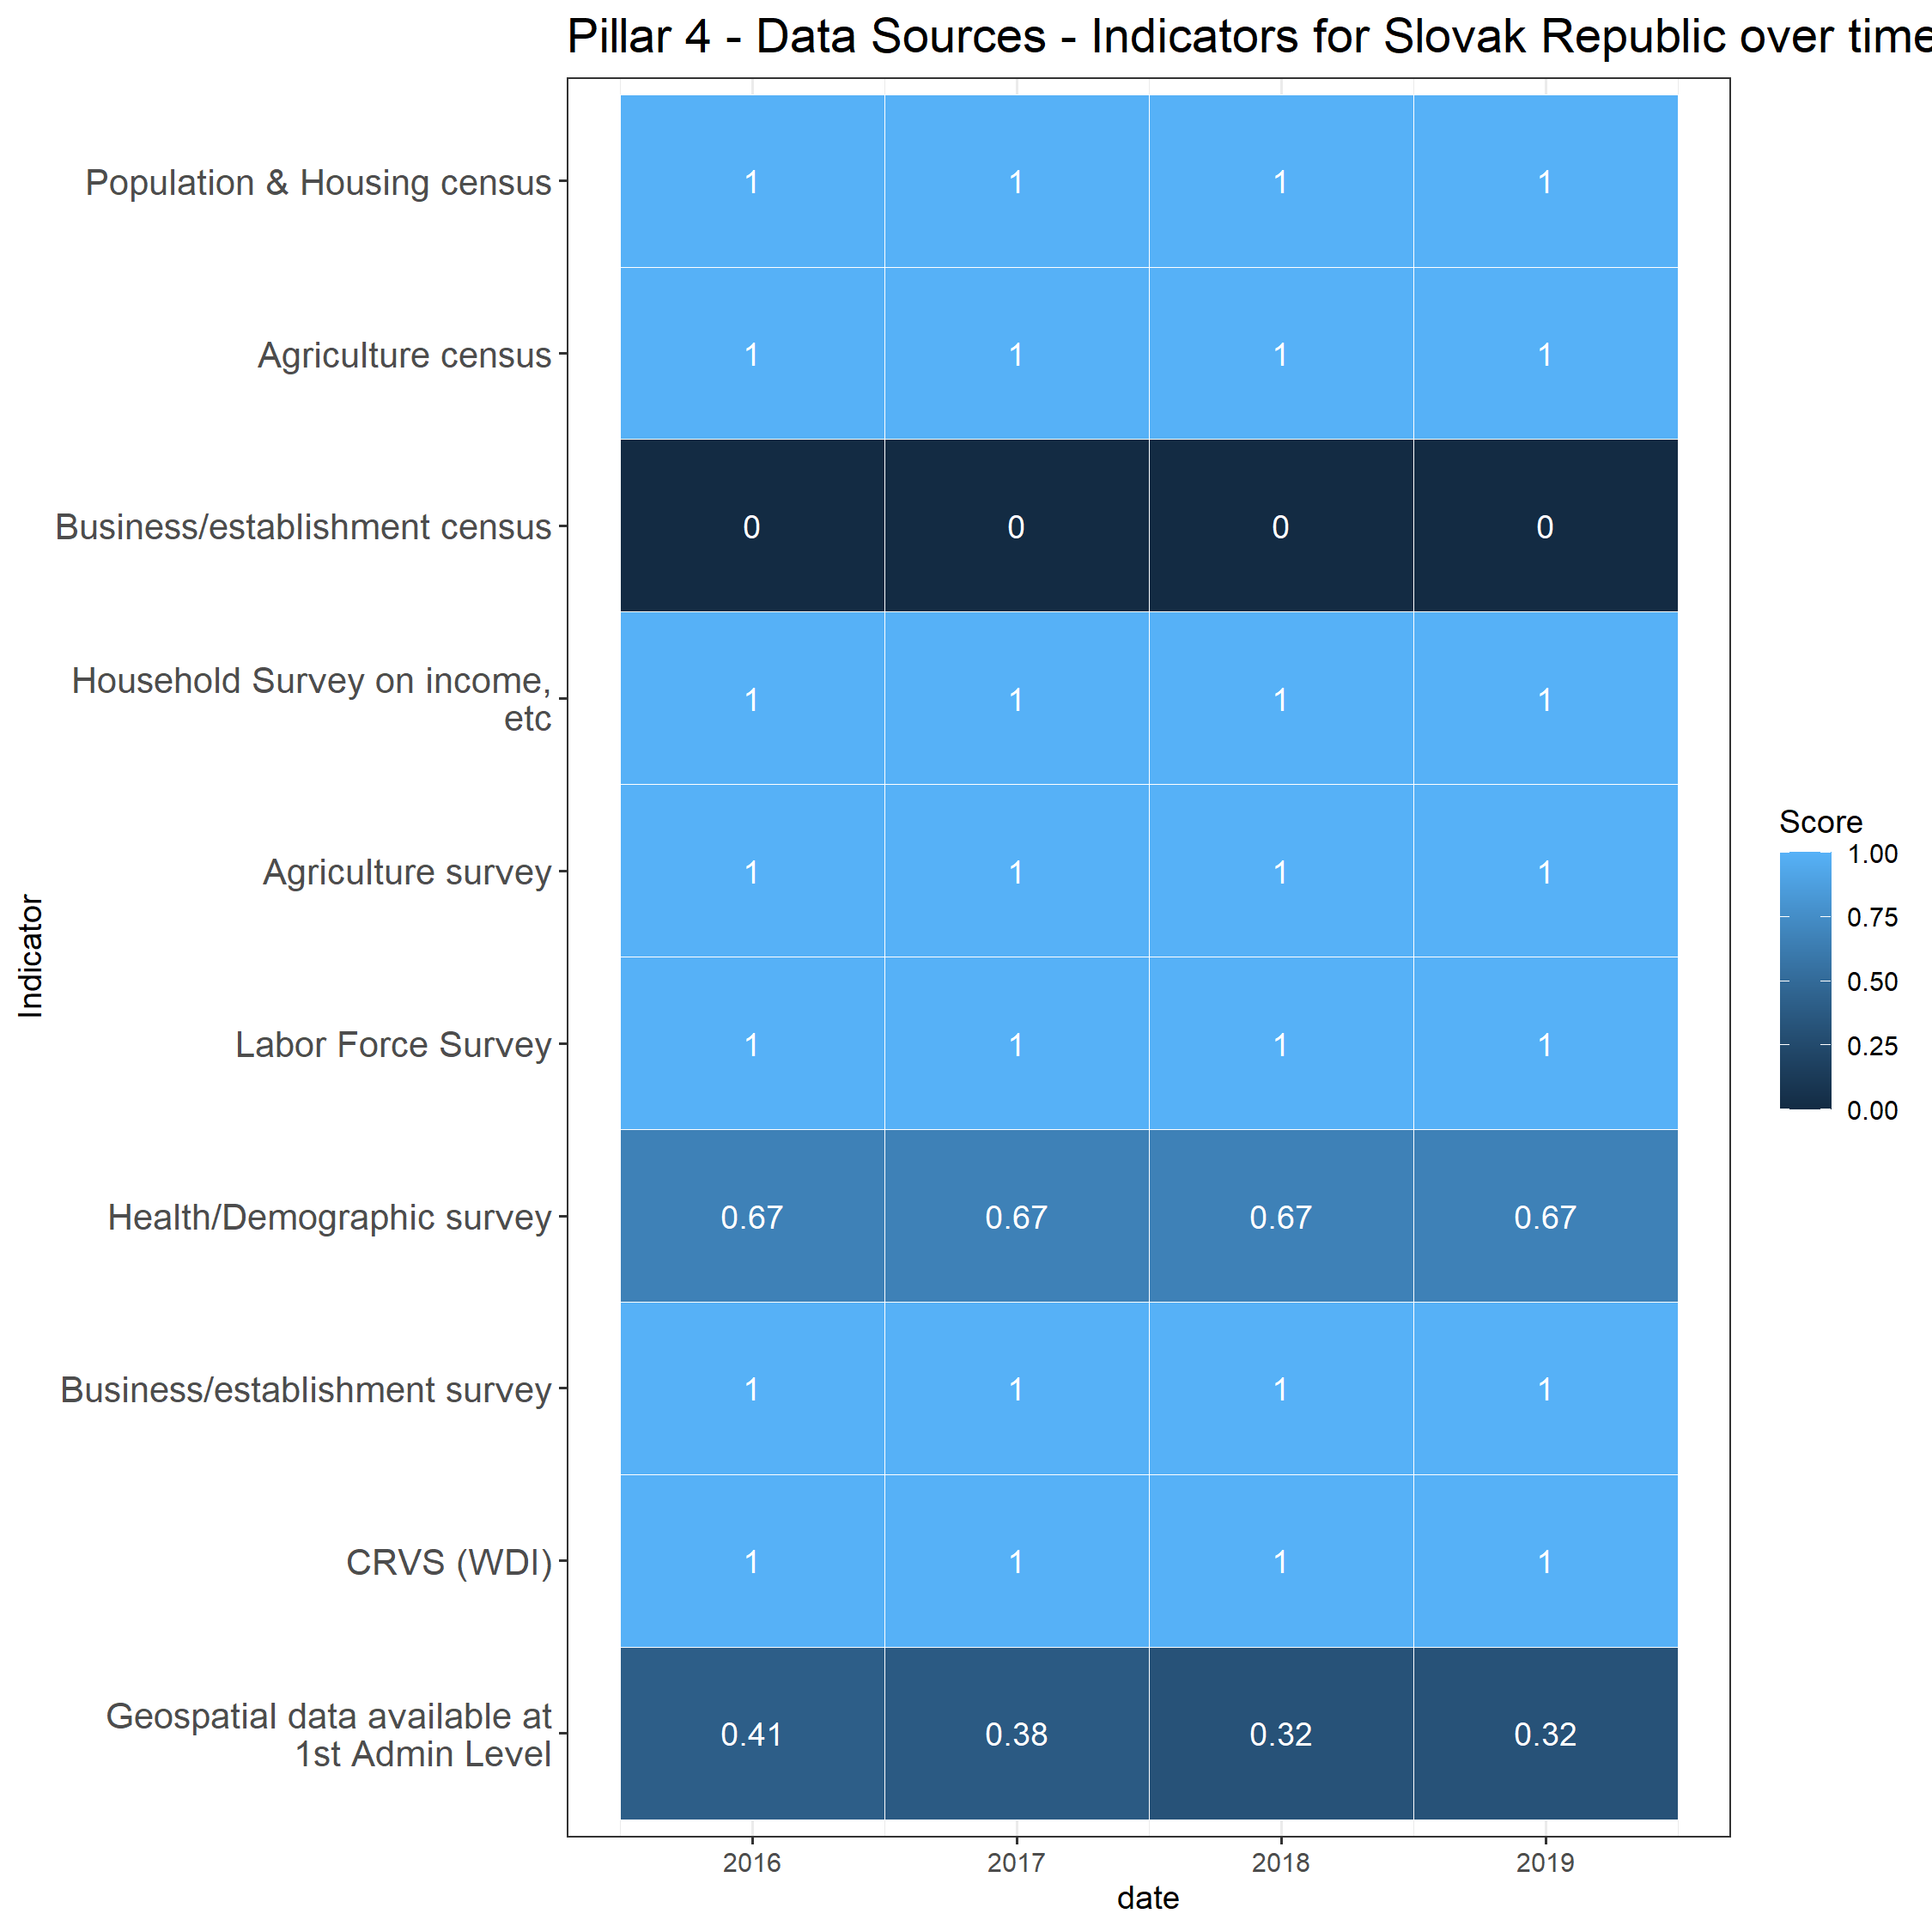 Pillar 4 - Data Sources - Indicators for Slovak Republic over time
Population & Housing census
1 1 1 1
Agriculture census
1 1 1 1
Business/establishment census
0 0 0 0
Household Survey on income,
etc
1 1 1 1
Agriculture survey
1 1 1 1
Labor Force Survey
1 1 1 1
Health/Demographic survey
0.67 0.67 0.67 0.67
Business/establishment survey
1 1 1 1
CRVS (WDI)
1 1 1 1
Geospatial data available at
1st Admin Level
0.41 0.38 0.32 0.32
2016 2017 2018 2019
date
Indicator
Score
1.00
0.75
0.50
0.25
0.00